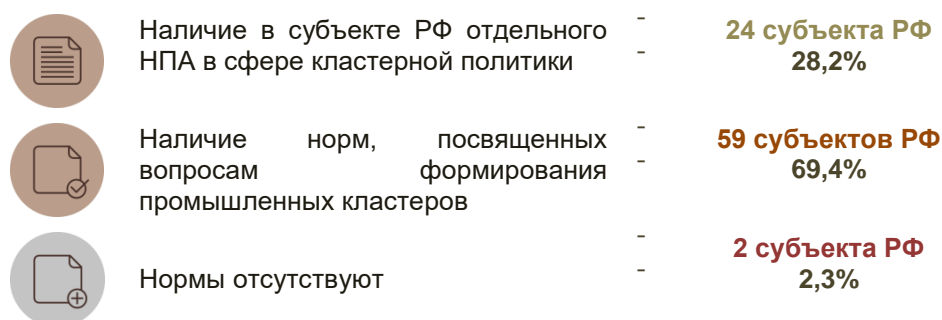 Наличие в субъекте РФ отдельного
НПА в сфере кластерной политики
-
-
24 субъекта РФ
28,2%
Наличие норм, посвященных
вопросам формирования
промышленных кластеров
-
-
59 субъектов РФ
69,4%
Нормы отсутствуют
-
-
2 субъекта РФ
2,3%